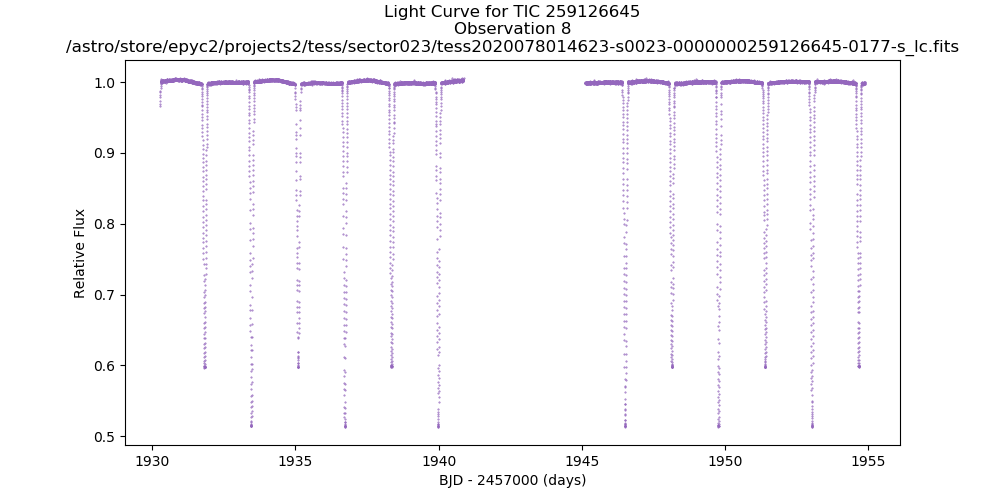 Light Curve for TIC 259126645
Observation 8
/astro/store/epyc2/projects2/tess/sector023/tess2020078014623-s0023-0000000259126645-0177-s_lc.fits
1.0
0.9
0.8
0.7
0.6
0.5
Relative Flux
1930 1935 1940 1945 1950 1955
BJD - 2457000 (days)